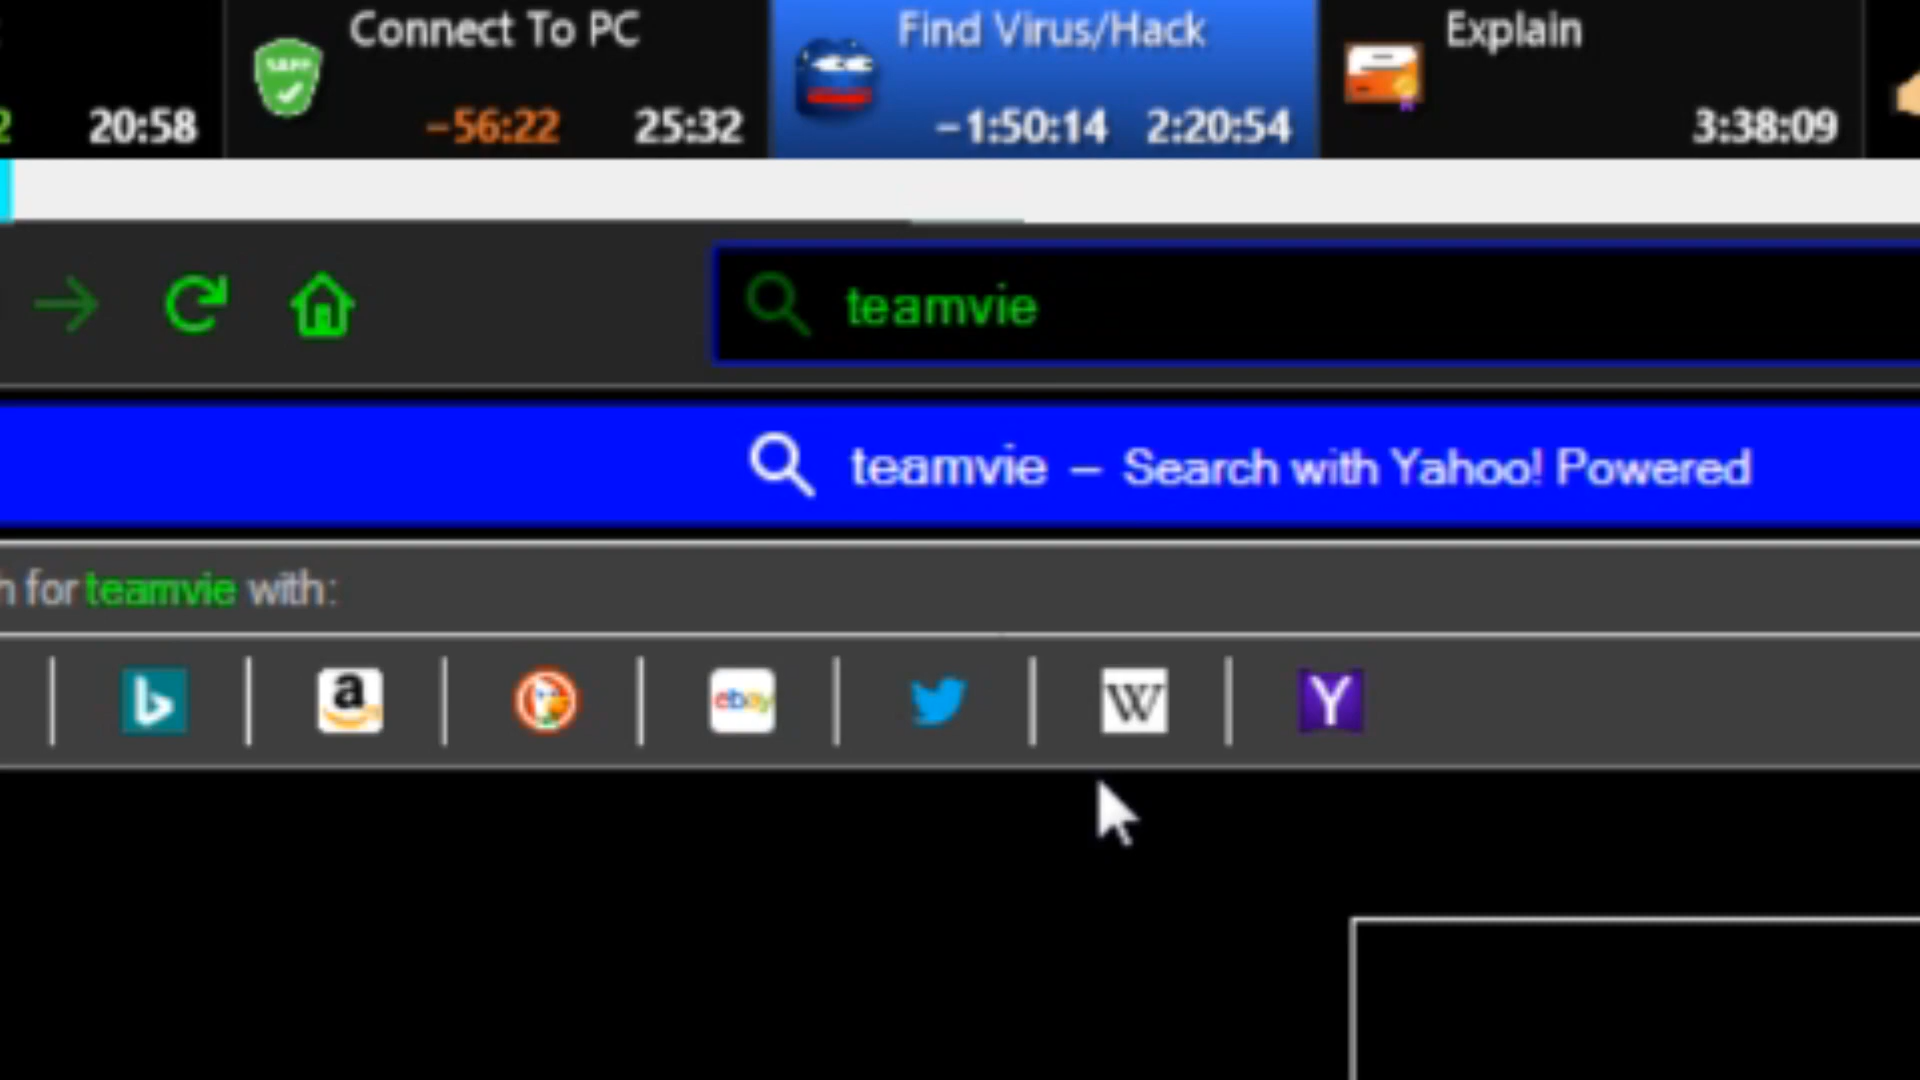 Connect To PC
Find Virus/Hack
Explain
20:58
-56:22
25:32
-1:50:14
2:20:54
3:38:09
teamvie
teamvie – Search with Yahoo! Powered
for teamvie with:
a
ebay
W
Y